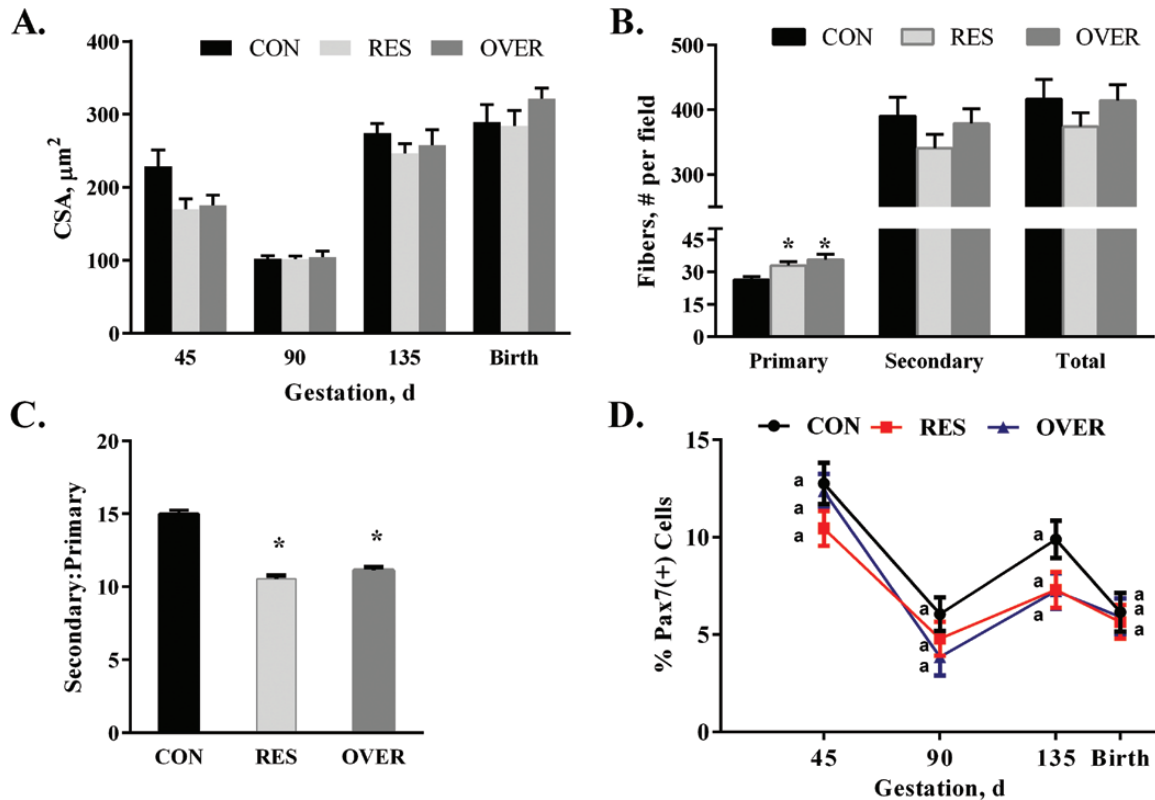 A.
CON RES OVER
400
300
200
100
0
CSA, μm²
45 90 135 Birth
Gestation, d
B.
CON RES OVER
500
400
300
45
30
15
0
Fibers, # per field
* *
Primary Secondary Total
C.
20
15
10
5
0
Secondary:Primary
* *
CON RES OVER
D.
CON RES OVER
15
10
5
0
% Pax7(+) Cells
a
a
a
a
a
a
a
a
a
a
a
a
45 90 135 Birth
Gestation, d